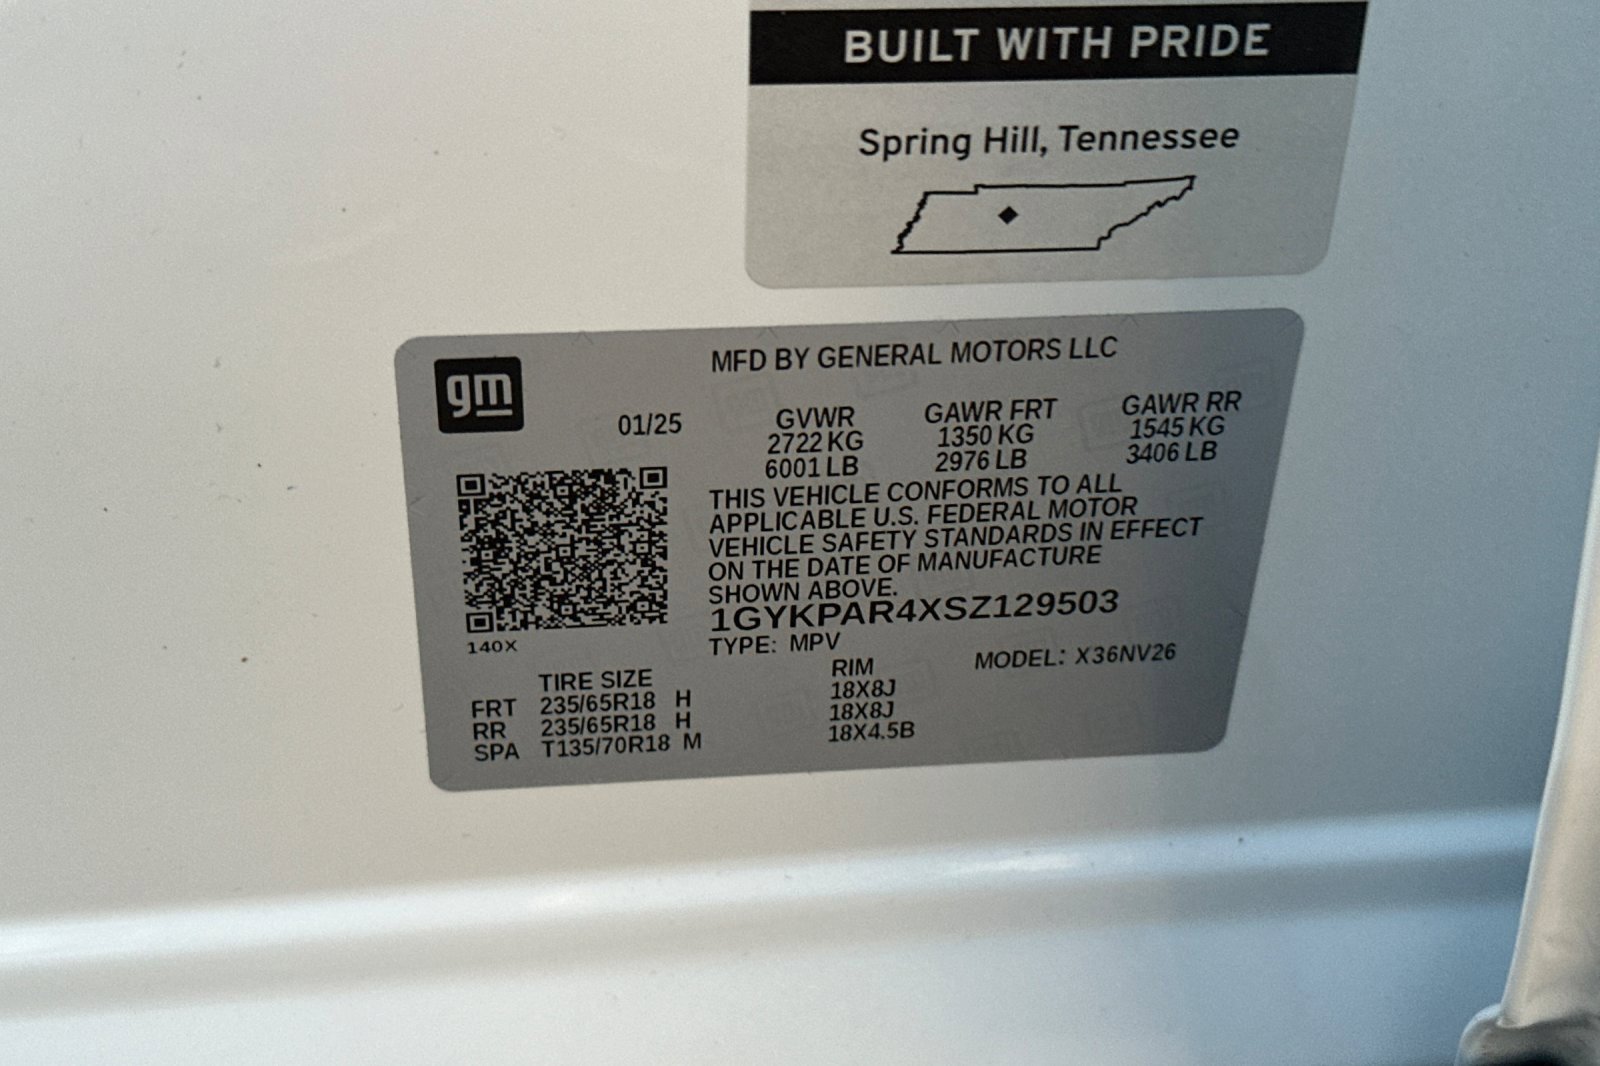 BUILT WITH PRIDE
Spring Hill, Tennessee
gm
MFD BY GENERAL MOTORS LLC
01/25 GVWR GAWR FRT GAWR RR
2722 KG 1350 KG 1545 KG
6001 LB 2976 LB 3406 LB
THIS VEHICLE CONFORMS TO ALL
APPLICABLE U.S. FEDERAL MOTOR
VEHICLE SAFETY STANDARDS IN EFFECT
ON THE DATE OF MANUFACTURE
SHOWN ABOVE.
1GYKPAR4XSZ129503
140X
TYPE: MPV
MODEL: X36NV26
TIRE SIZE RIM
FRT 235/65R18 H 18X8J
RR 235/65R18 H 18X8J
SPA T135/70R18 M 18X4.5B